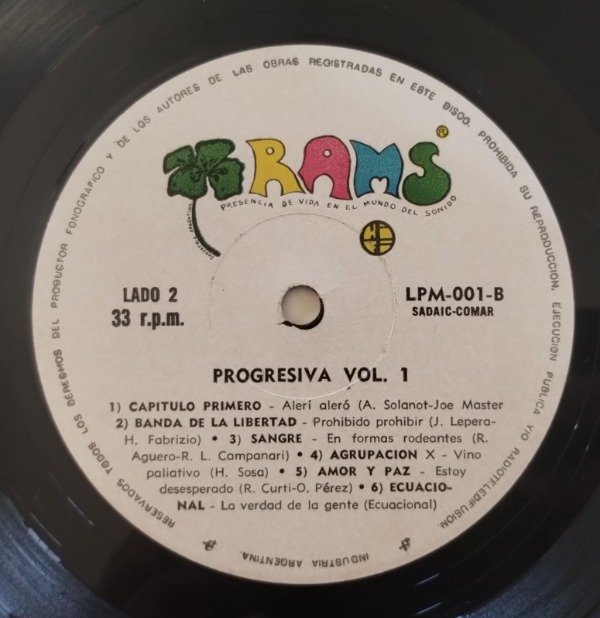 RESERVADOS TODOS LOS DERECHOS DEL PRODUCTOR FONOGRAFICO Y DE LOS AUTORES DE LAS OBRAS REGISTRADAS EN ESTE DISCO. PROHIBIDA SU REPRODUCCION, EJECUCION PUBLICA Y/O RADIOTELEDIFUSION.
RAMS ®
PRESENCIA DE VIDA EN EL MUNDO DEL SONIDO
LADO 2
33 r.p.m.
LPM-001-B
SADAIC-COMAR
PROGRESIVA VOL. 1
1) CAPITULO PRIMERO - Alerí aleró (A. Solanot-Joe Master
2) BANDA DE LA LIBERTAD - Prohibido prohibir (J. Lepera-
H. Fabrizio) • 3) SANGRE - En formas rodeantes (R.
Aguero-R. L. Campanari) • 4) AGRUPACION X - Vino
paliativo (H. Sosa) • 5) AMOR Y PAZ - Estoy
desesperado (R. Curti-O. Pérez) • 6) ECUACIO-
NAL - La verdad de la gente (Ecuacional)
INDUSTRIA ARGENTINA